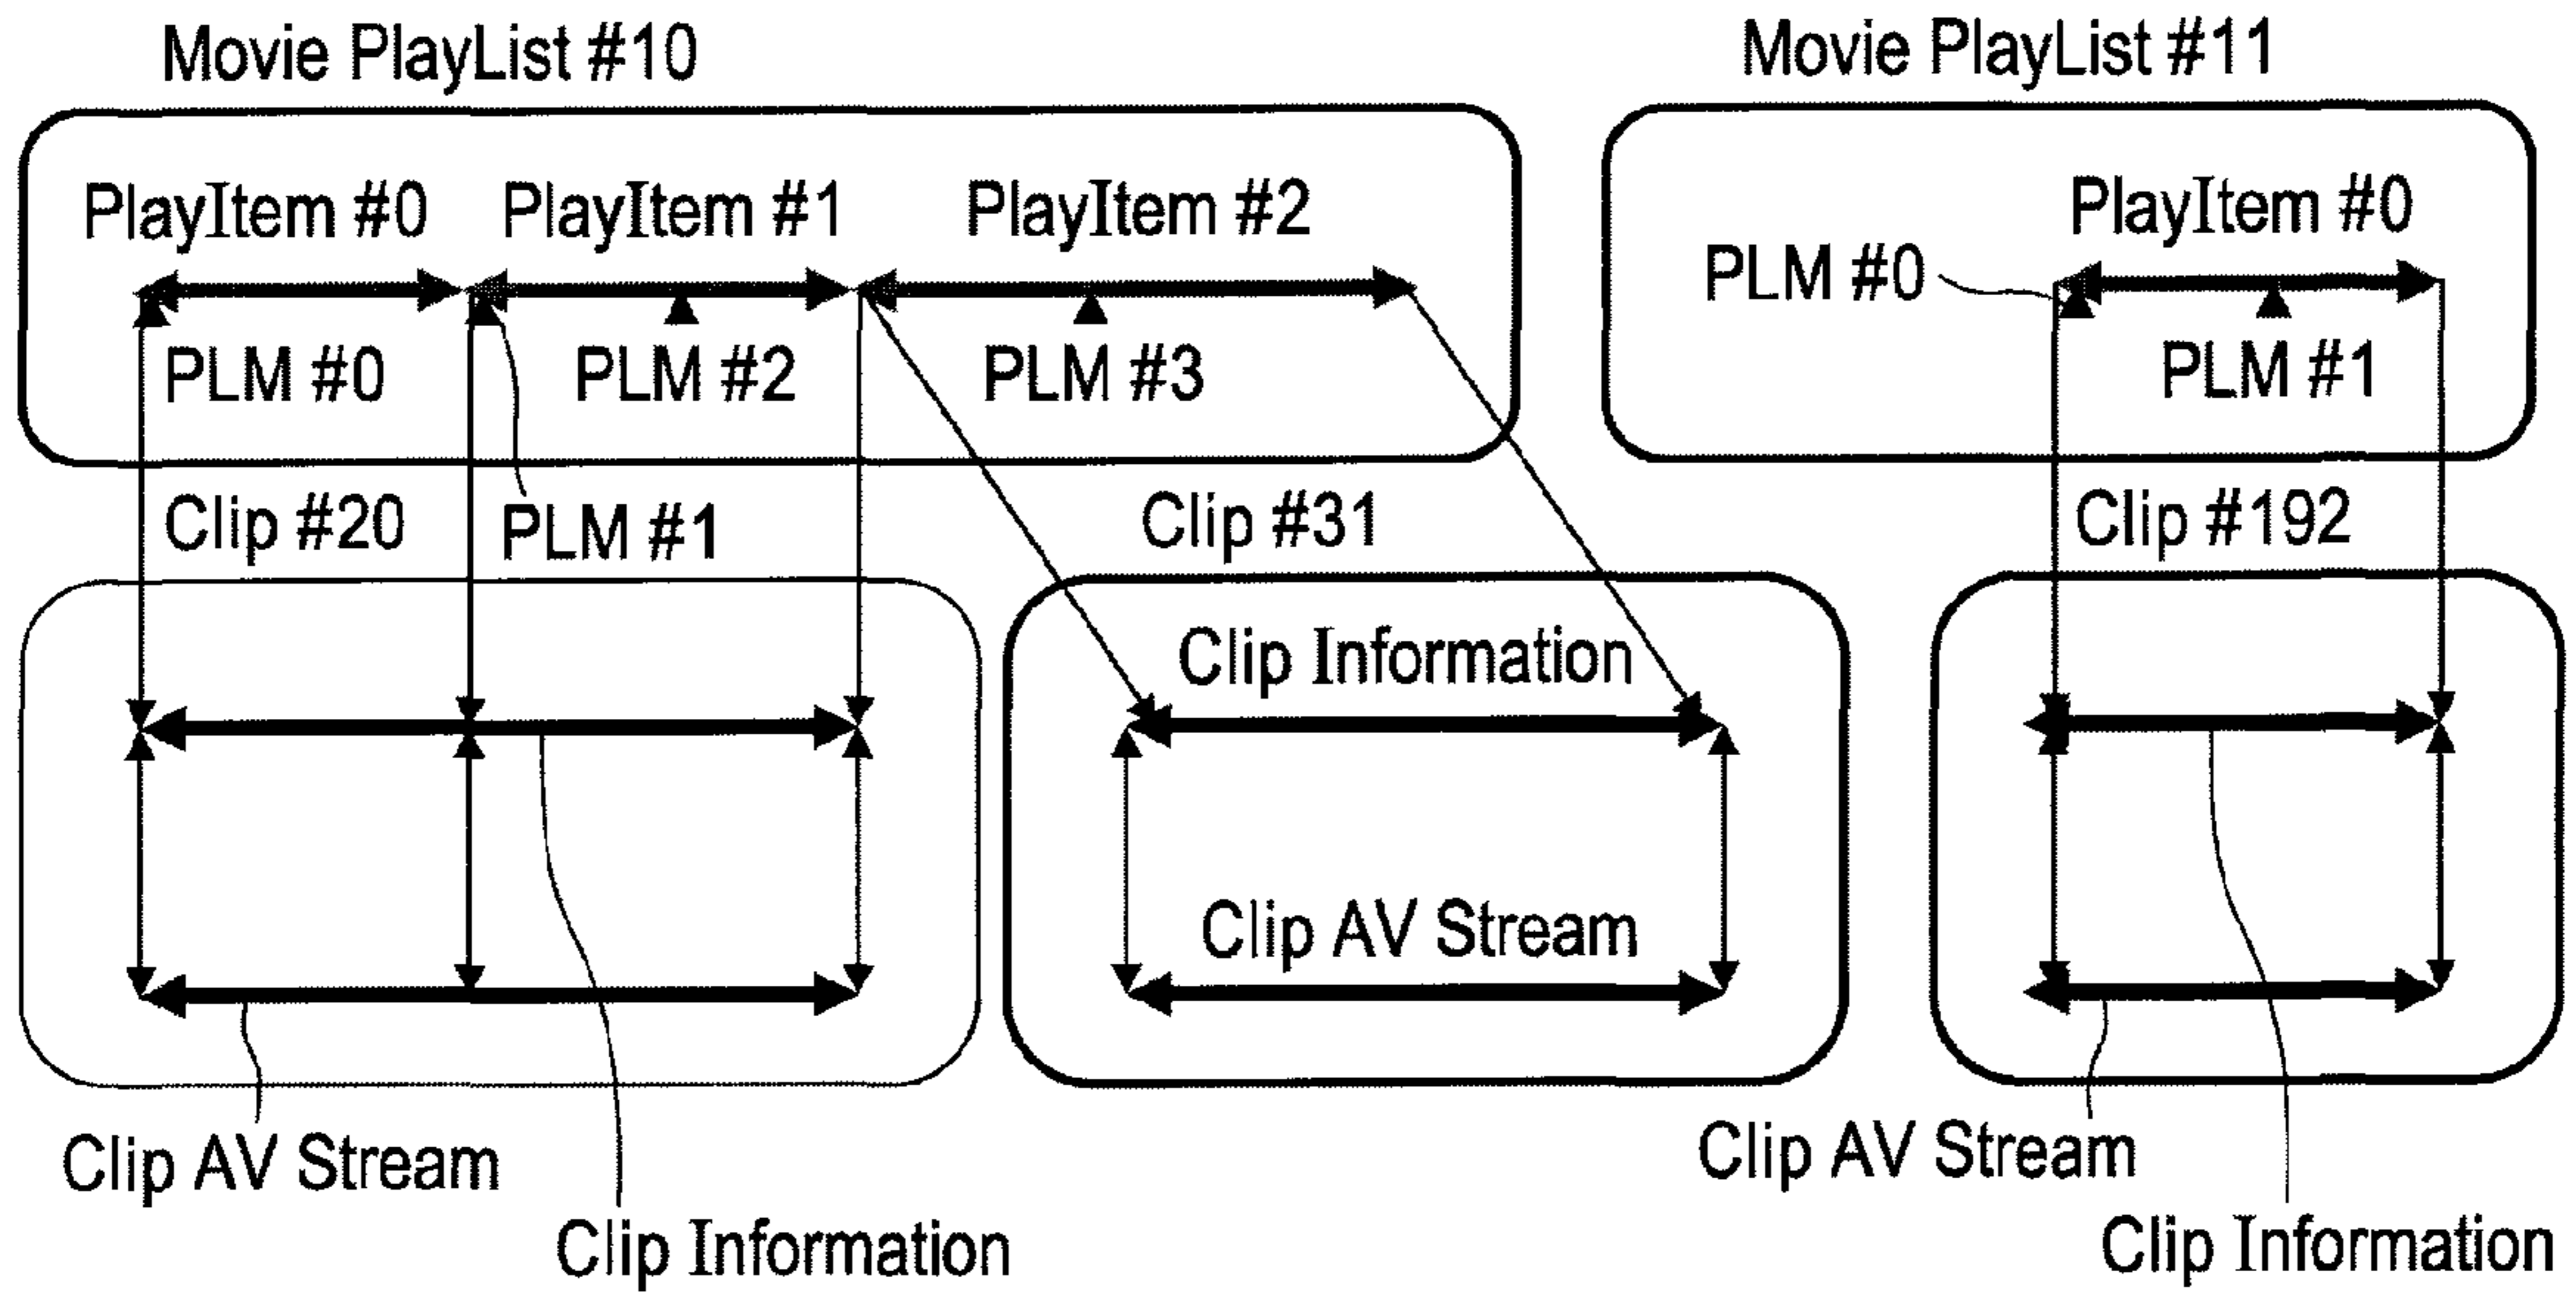 Movie PlayList #10
Movie PlayList #11
PlayItem #0
PlayItem #1
PlayItem #2
PlayItem #0
PLM #0
PLM #0
PLM #2
PLM #3
PLM #1
Clip #20
PLM #1
Clip #31
Clip #192
Clip Information
Clip AV Stream
Clip AV Stream
Clip Information
Clip AV Stream
Clip Information